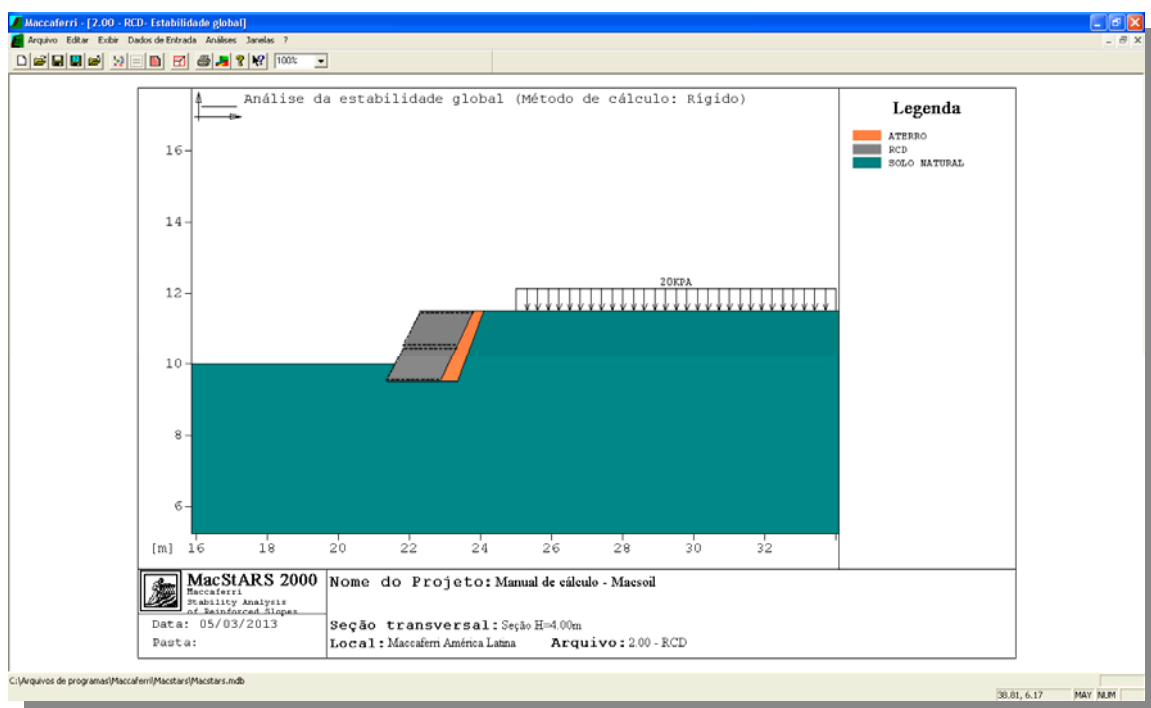 Maccaferri - [2.00 - RCD- Estabilidade global]
Arquivo Editar Exibir Dados de Entrada Análises Janelas ?
100%
Análise da estabilidade global (Método de cálculo: Rígido)
Legenda
ATERRO
RCD
SOLO NATURAL
16
14
20KPA
12
10
8
6
[m] 16 18 20 22 24 26 28 30 32
MacStARS 2000
Maccaferri
Stability Analysis
of Reinforced Slopes
Nome do Projeto: Manual de cálculo - Macsoil
Data: 05/03/2013
Seção transversal: Seção H=4.00m
Pasta:
Local: Maccaferri América Latina Arquivo: 2.00 - RCD
C:\Arquivos de programas\Maccaferri\Macstars\Macstars.mdb
38.81, 6.17 MAY NUM